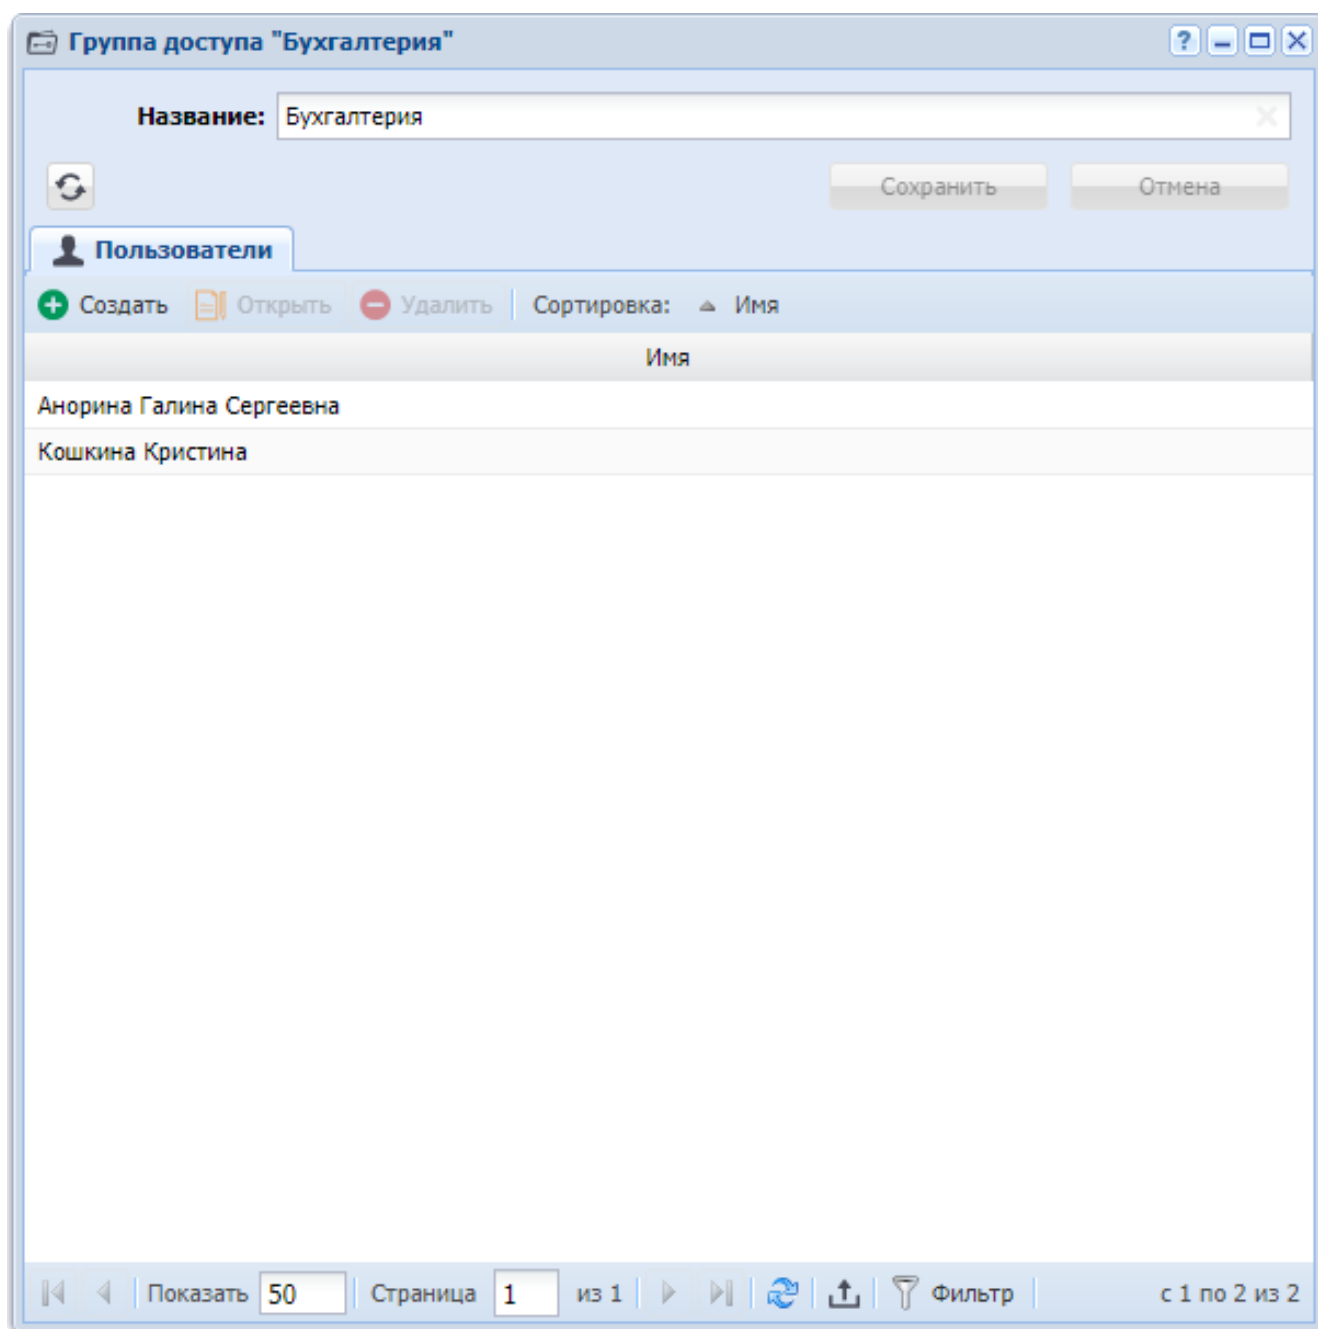 Группа доступа "Бухгалтерия"
Название: Бухгалтерия
Сохранить Отмена
Пользователи
Создать Открыть Удалить Сортировка: Имя
Имя
Анорина Галина Сергеевна
Кошкина Кристина
Показать 50 Страница 1 из 1 Фильтр с 1 по 2 из 2